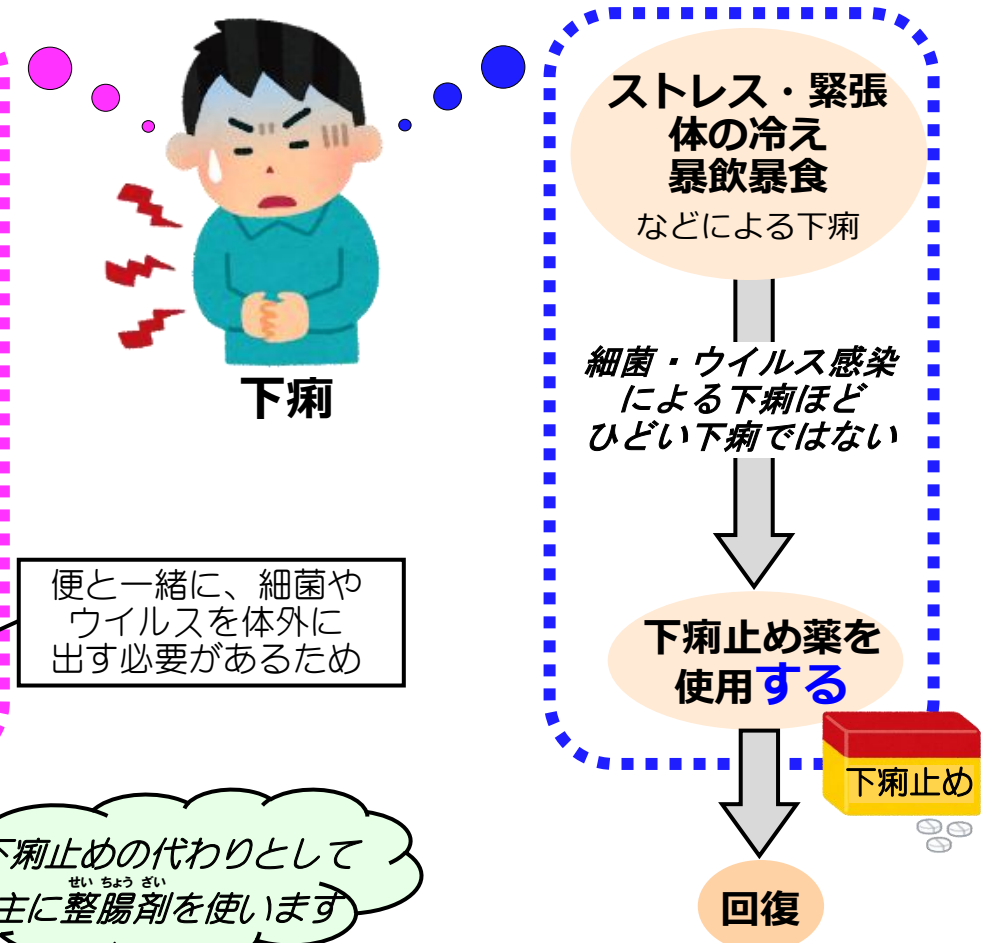 ストレス・緊張
体の冷え
暴飲暴食
などによる下痢
細菌・ウイルス感染
による下痢ほど
ひどい下痢ではない
下痢
便と一緒に、細菌や
ウイルスを体外に
出す必要があるため
下痢止め薬を
使用する
下痢止め
下痢止めの代わりとして
せい ちょう ざい
主に整腸剤を使います
回復